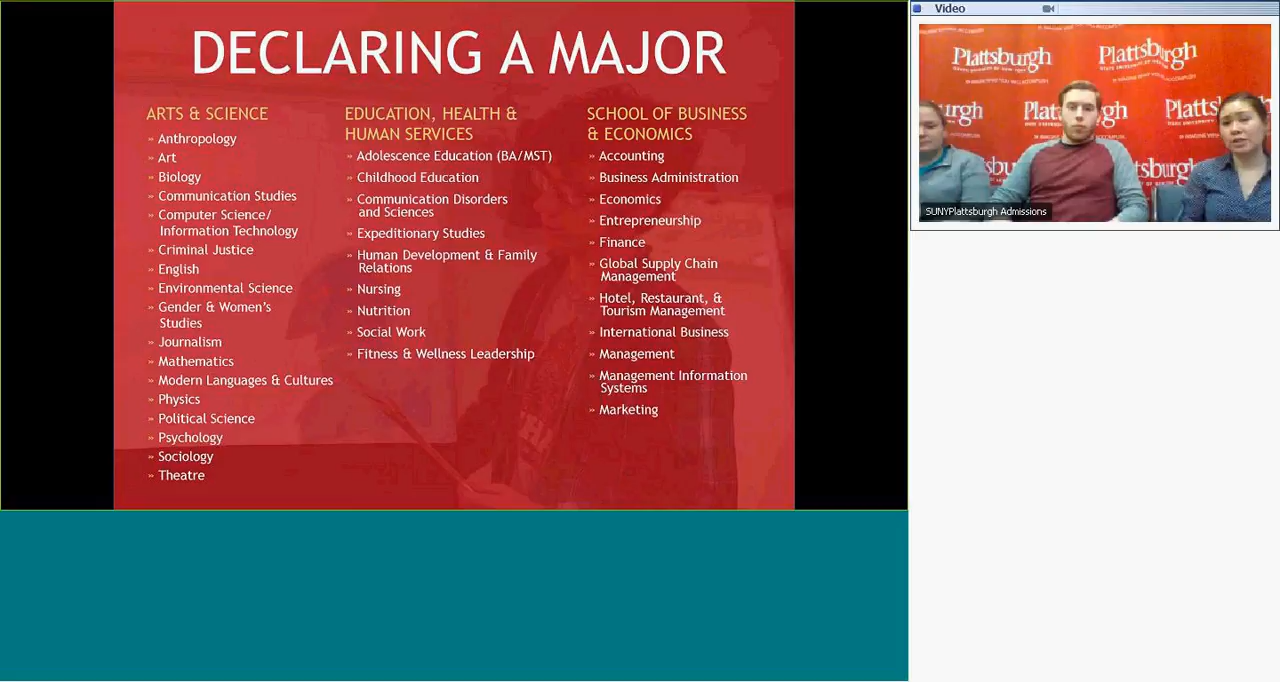 DECLARING A MAJOR
ARTS & SCIENCE
» Anthropology
» Art
» Biology
» Communication Studies
» Computer Science/
Information Technology
» Criminal Justice
» English
» Environmental Science
» Gender & Women's
Studies
» Journalism
» Mathematics
» Modern Languages & Cultures
» Physics
» Political Science
» Psychology
» Sociology
» Theatre
EDUCATION, HEALTH &
HUMAN SERVICES
» Adolescence Education (BA/MST)
» Childhood Education
» Communication Disorders
and Sciences
» Expeditionary Studies
» Human Development & Family
Relations
» Nursing
» Nutrition
» Social Work
» Fitness & Wellness Leadership
SCHOOL OF BUSINESS
& ECONOMICS
» Accounting
» Business Administration
» Economics
» Entrepreneurship
» Finance
» Global Supply Chain
Management
» Hotel, Restaurant, &
Tourism Management
» International Business
» Management
» Management Information
Systems
» Marketing
Video
Plattsburgh
Plattsburgh
urgh
Plattsburgh
Platts
SUNYPlattsburgh Admissions